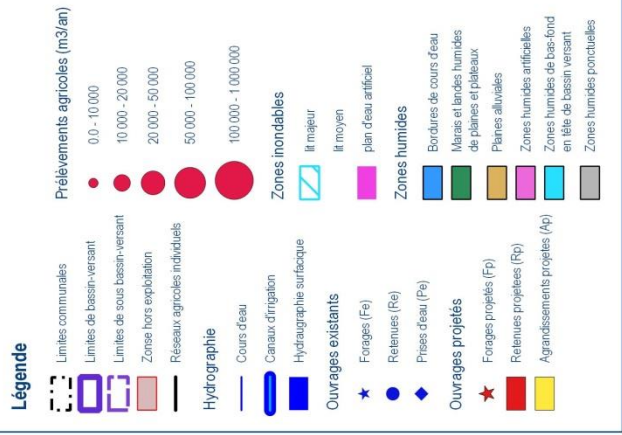 Légende
Limites communales
Limites de bassin-versant
Limites de sous bassin-versant
Zonse hors exploitation
Réseaux agricoles individuels
Hydrographie
Cours d'eau
Canaux d'irrigation
Hydraugraphie surfacique
Ouvrages existants
Forages (Fe)
Retenues (Re)
Prises d'eau (Pe)
Ouvrages projetés
Forages projetés (Fp)
Retenues projetees (Rp)
Agrandissements projetes (Ap)
Prélèvements agricoles (m3/an)
0.0 - 10 000
10 000 - 20 000
20 000 - 50 000
50 000 - 100 000
100 000 - 1 000 000
Zones inondables
lit majeur
lit moyen
plan d'eau artificiel
Zones humides
Bordures de cours d'eau
Marais et landes humides
de plaines et plateaux
Plaines alluviales
Zones humides artificielles
Zones humides de bas-fond
en tête de bassin versant
Zones humides ponctuelles